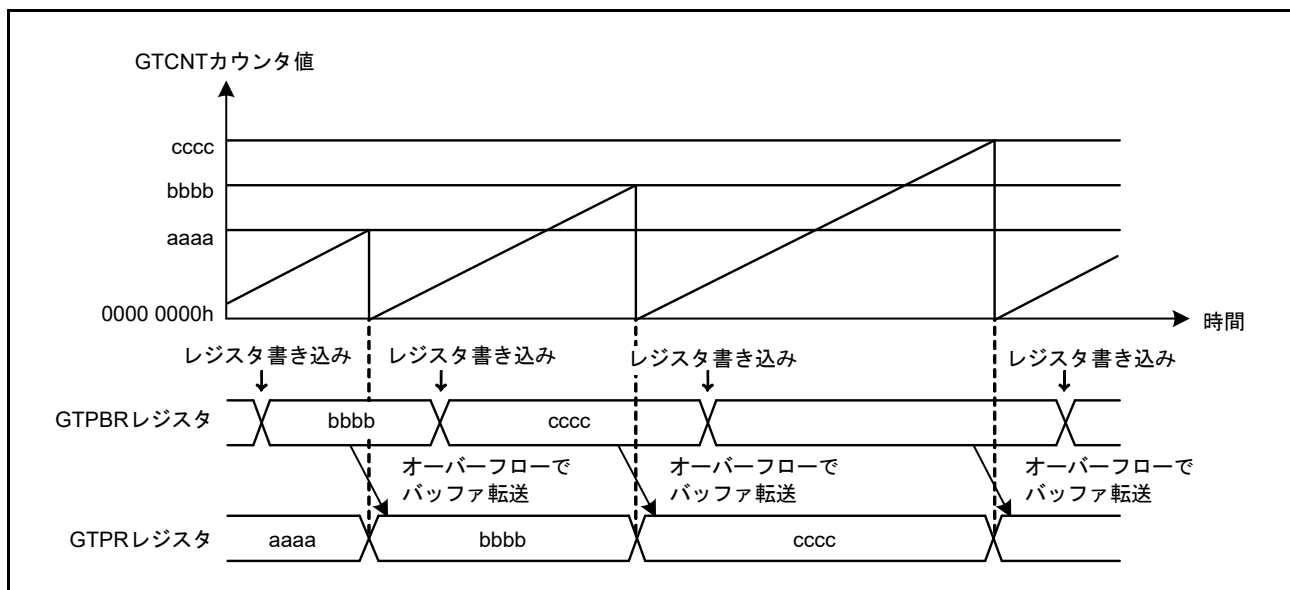 GTCNTカウンタ値
cccc
bbbb
aaaa
0000 0000h
時間
レジスタ書き込み レジスタ書き込み レジスタ書き込み レジスタ書き込み
GTPBRレジスタ bbbb cccc
オーバーフローで オーバーフローで オーバーフローで
バッファ転送 バッファ転送 バッファ転送
GTPRレジスタ aaaa bbbb cccc